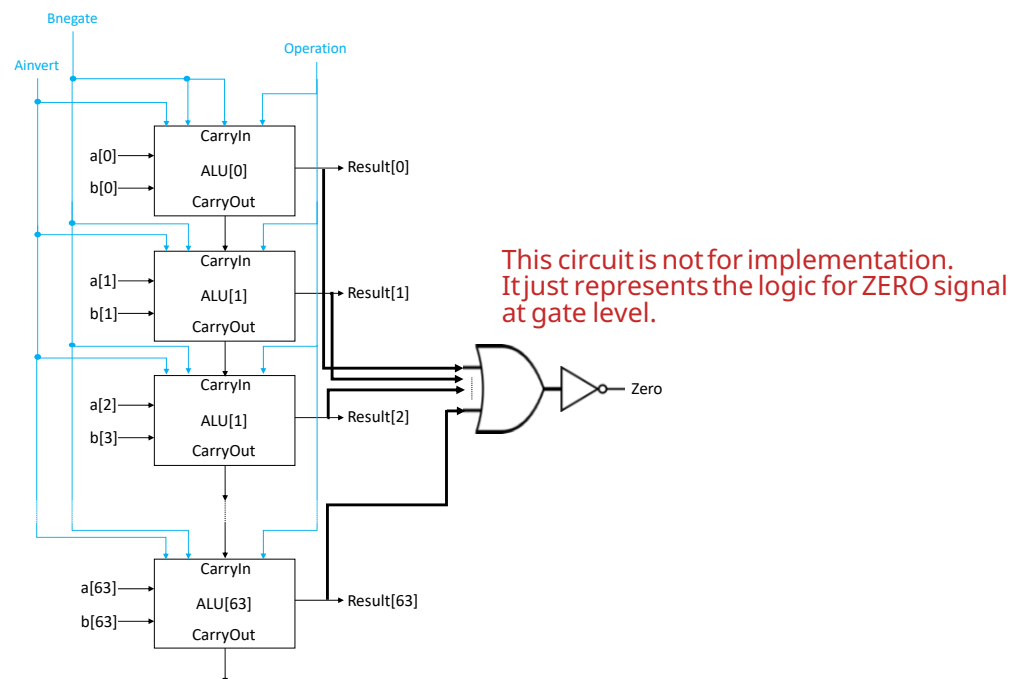 Bnegate
Ainvert
Operation
CarryIn
a[0]
ALU[0]
Result[0]
b[0]
CarryOut
CarryIn
a[1]
ALU[1]
Result[1]
b[1]
CarryOut
This circuit is not for implementation.
It just represents the logic for ZERO signal
at gate level.
CarryIn
Zero
a[2]
ALU[1]
Result[2]
b[3]
CarryOut
CarryIn
a[63]
ALU[63]
Result[63]
b[63]
CarryOut